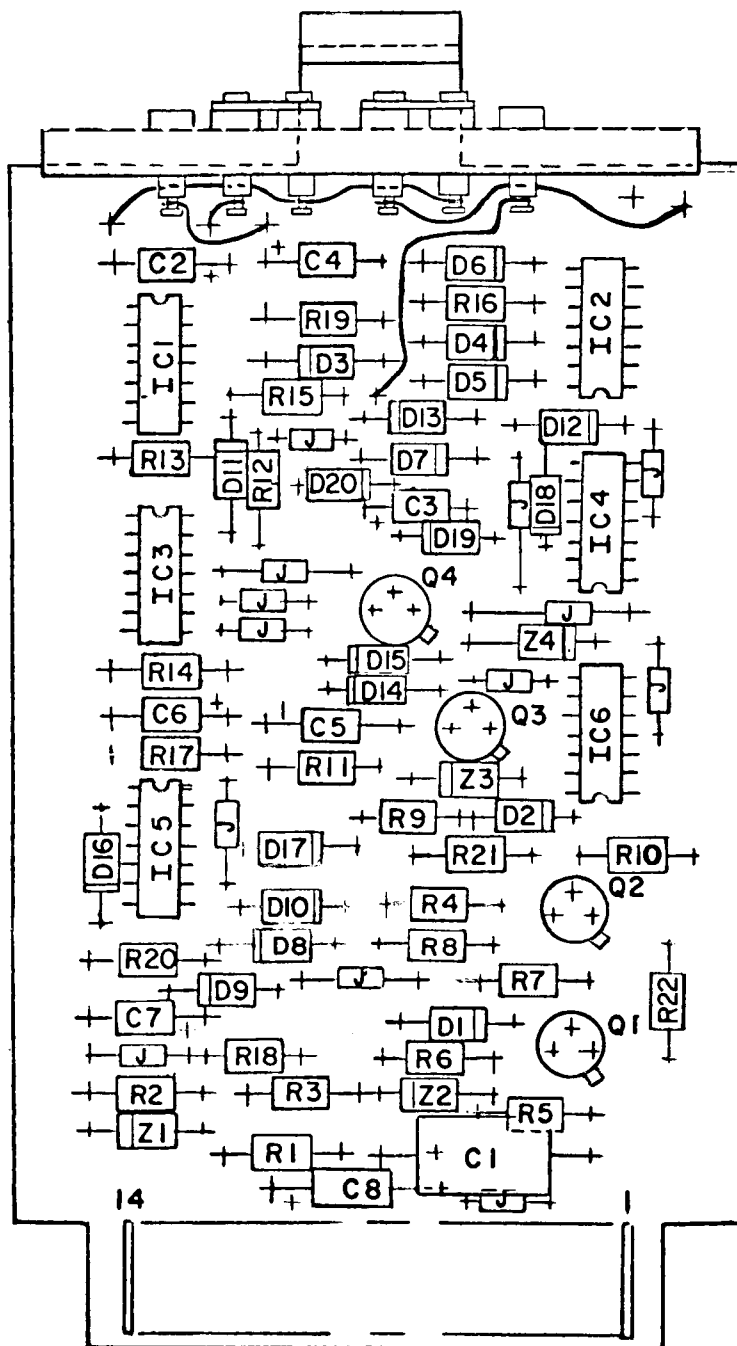 C2 C4 D6
R19 R16 IC2
IC1 D3 D4
R15 D5
D13 D12
R13 D11 R12 J D7 J
D20 C3 J D18 IC4
IC3 D19
J Q4
J J
J Z4
R14 D15
D14 J J
C6 C5 Q3 IC6
R17 R11
Z3
IC5 J R9 D2
D16 D17 R21 R10
D10 R4 Q2
R20 D8 R8
D9 J R7 R22
C7 D1 Q1
J R18 R6
R2 R3 Z2
Z1 R5
R1 C1
C8 J
14 1